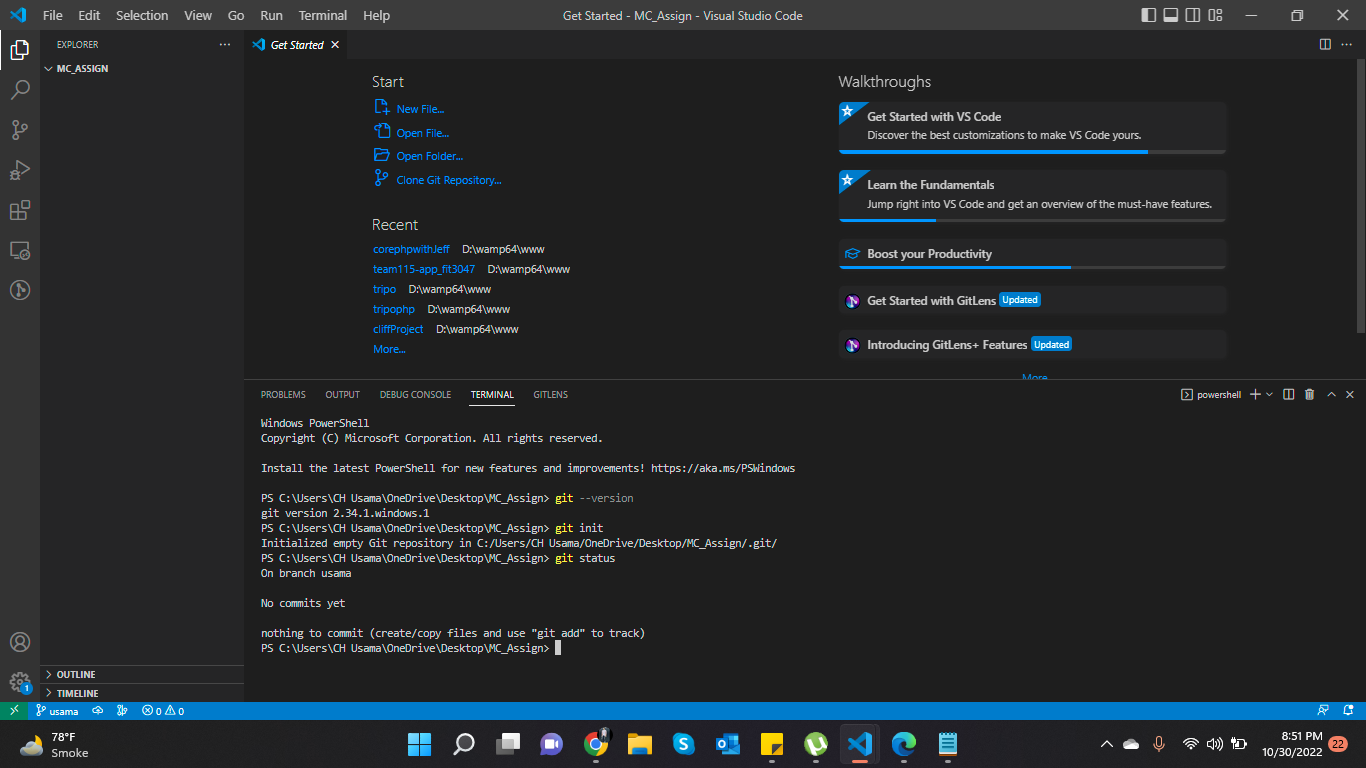 File Edit Selection View Go Run Terminal Help
Get Started - MC_Assign - Visual Studio Code
EXPLORER
MC_ASSIGN
Get Started
Start
New File...
Open File...
Open Folder...
Clone Git Repository...
Recent
corephpwithJeff D:\wamp64\www
team115-app_fit3047 D:\wamp64\www
tripo D:\wamp64\www
tripophp D:\wamp64\www
cliffProject D:\wamp64\www
More...
Walkthroughs
Get Started with VS Code
Discover the best customizations to make VS Code yours.
Learn the Fundamentals
Jump right into VS Code and get an overview of the must-have features.
Boost your Productivity
Get Started with GitLens Updated
Introducing GitLens+ Features Updated
More...
PROBLEMS OUTPUT DEBUG CONSOLE TERMINAL GITLENS
powershell
Windows PowerShell
Copyright (C) Microsoft Corporation. All rights reserved.
Install the latest PowerShell for new features and improvements! https://aka.ms/PSWindows
PS C:\Users\CH Usama\OneDrive\Desktop\MC_Assign> git --version
git version 2.34.1.windows.1
PS C:\Users\CH Usama\OneDrive\Desktop\MC_Assign> git init
Initialized empty Git repository in C:/Users/CH Usama/OneDrive/Desktop/MC_Assign/.git/
PS C:\Users\CH Usama\OneDrive\Desktop\MC_Assign> git status
On branch usama
No commits yet
nothing to commit (create/copy files and use "git add" to track)
PS C:\Users\CH Usama\OneDrive\Desktop\MC_Assign>
OUTLINE
TIMELINE
1
usama
0 0
78°F
Smoke
8:51 PM
10/30/2022
22